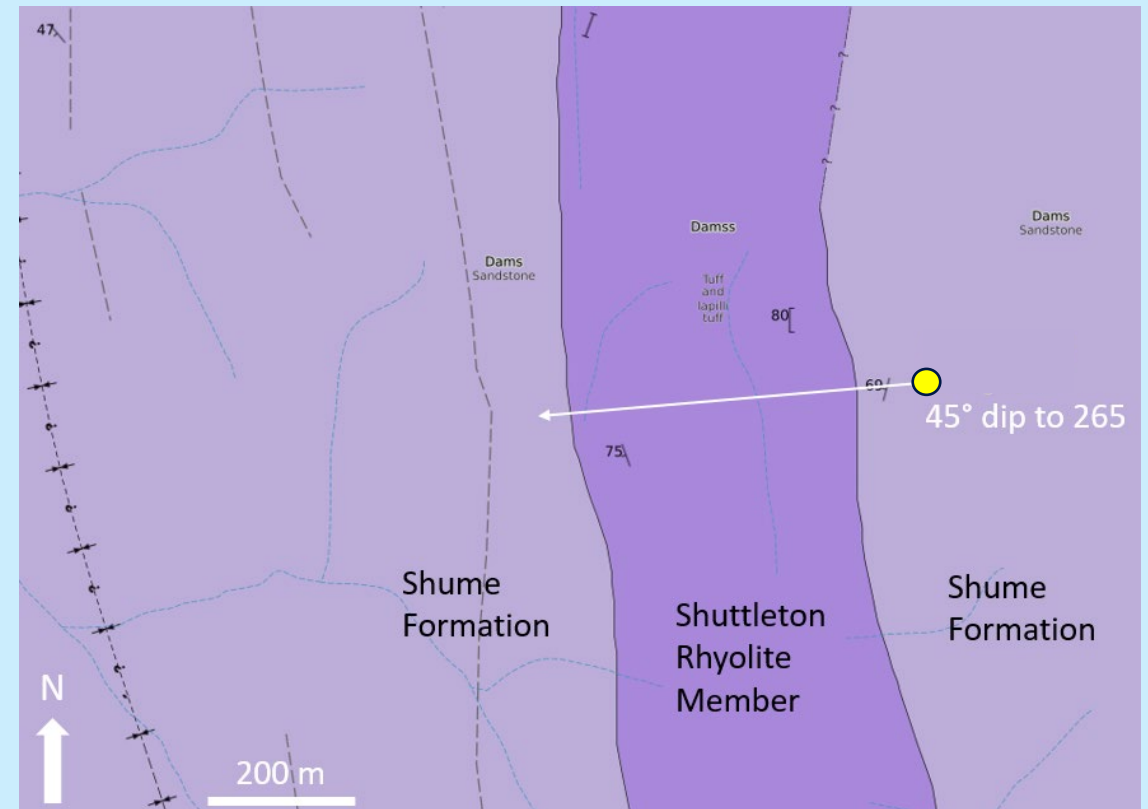 47
?
?
?
Dams
Sandstone
Damss
Dams
Sandstone
Tuff
and
lapilli
tuff
80
69
45° dip to 265
75
Shume
Formation
Shuttleton
Rhyolite
Member
Shume
Formation
N
200 m